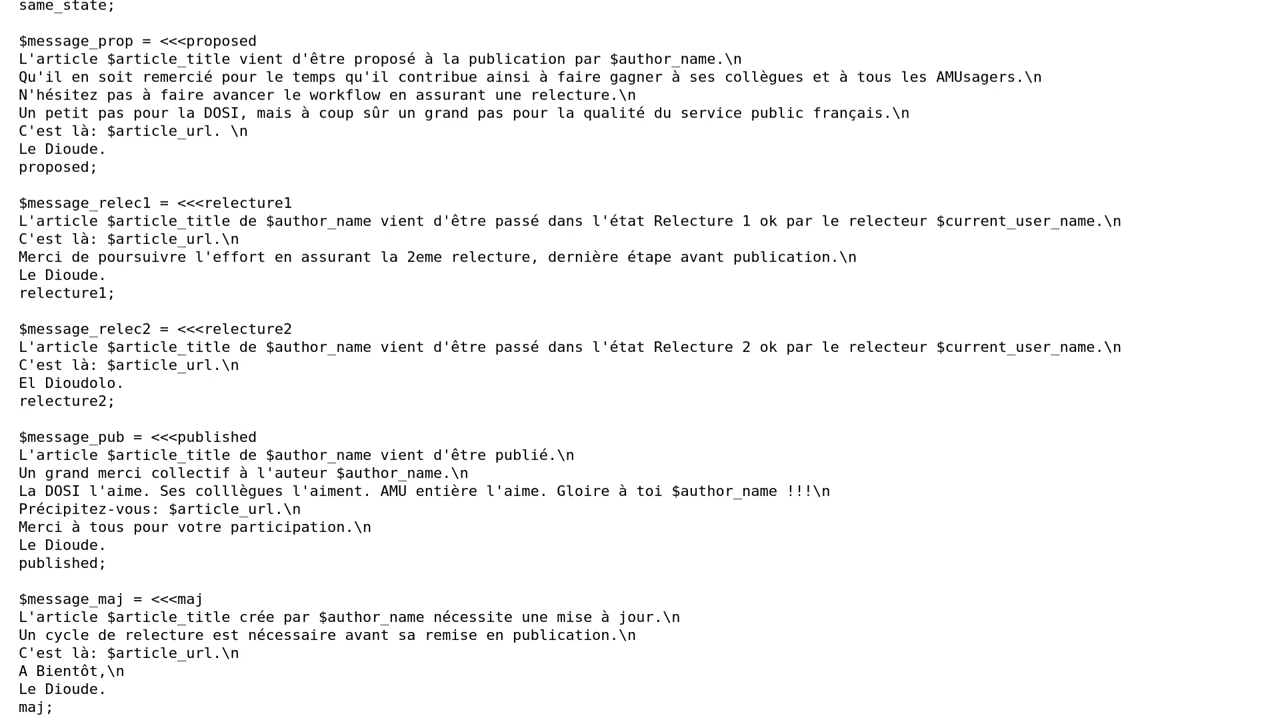 same_state;
$message_prop = <<<proposed
L'article $article_title vient d'être proposé à la publication par $author_name.\n
Qu'il en soit remercié pour le temps qu'il contribue ainsi à faire gagner à ses collègues et à tous les AMUsagers.\n
N'hésitez pas à faire avancer le workflow en assurant une relecture.\n
Un petit pas pour la DOSI, mais à coup sûr un grand pas pour la qualité du service public français.\n
C'est là: $article_url. \n
Le Dioude.
proposed;
$message_relec1 = <<<relecture1
L'article $article_title de $author_name vient d'être passé dans l'état Relecture 1 ok par le relecteur $current_user_name.\n
C'est là: $article_url.\n
Merci de poursuivre l'effort en assurant la 2eme relecture, dernière étape avant publication.\n
Le Dioude.
relecture1;
$message_relec2 = <<<relecture2
L'article $article_title de $author_name vient d'être passé dans l'état Relecture 2 ok par le relecteur $current_user_name.\n
C'est là: $article_url.\n
El Dioudolo.
relecture2;
$message_pub = <<<published
L'article $article_title de $author_name vient d'être publié.\n
Un grand merci collectif à l'auteur $author_name.\n
La DOSI l'aime. Ses colllègues l'aiment. AMU entière l'aime. Gloire à toi $author_name !!!\n
Précipitez-vous: $article_url.\n
Merci à tous pour votre participation.\n
Le Dioude.
published;
$message_maj = <<<maj
L'article $article_title crée par $author_name nécessite une mise à jour.\n
Un cycle de relecture est nécessaire avant sa remise en publication.\n
C'est là: $article_url.\n
A Bientôt,\n
Le Dioude.
maj;